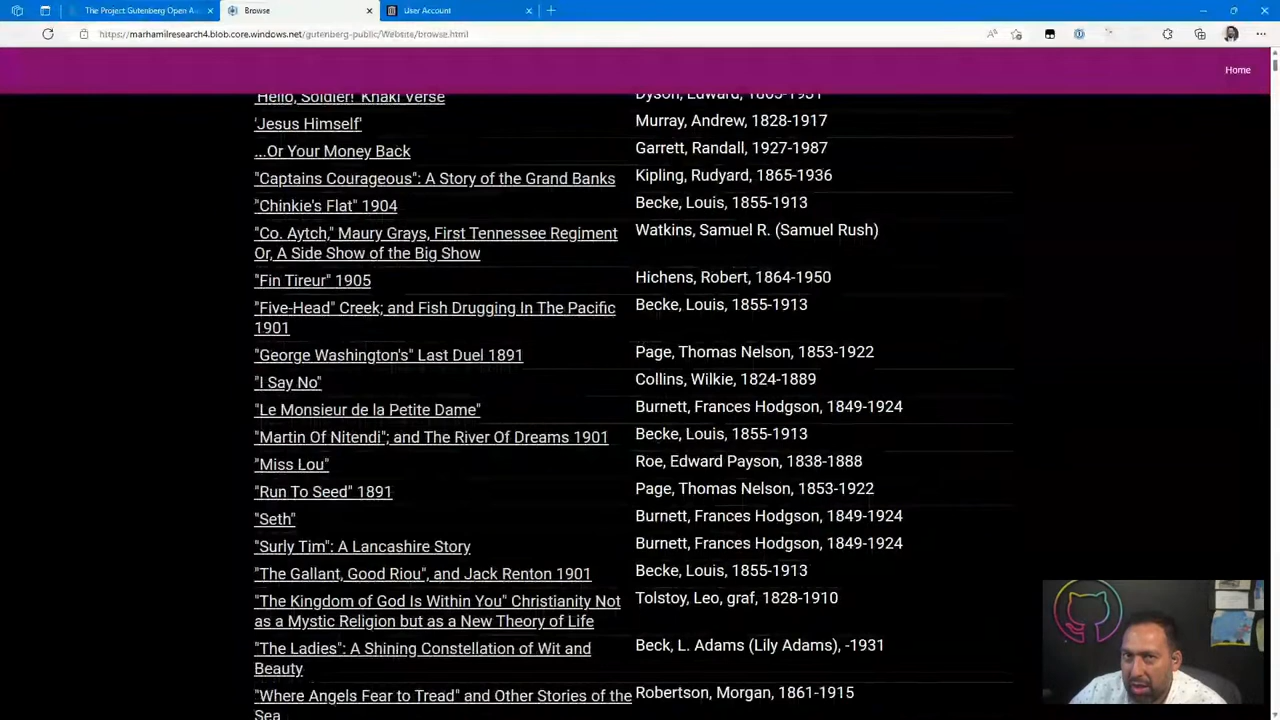 The Project Gutenberg Open A
Browse
User Account
https://marhamilresearch4.blob.core.windows.net/gutenberg-public/Website/browse.html
Home
'Hello, Soldier!' Khaki Verse
Dyson, Edward, 1865-1931
'Jesus Himself'
Murray, Andrew, 1828-1917
...Or Your Money Back
Garrett, Randall, 1927-1987
"Captains Courageous": A Story of the Grand Banks
Kipling, Rudyard, 1865-1936
"Chinkie's Flat" 1904
Becke, Louis, 1855-1913
"Co. Aytch," Maury Grays, First Tennessee Regiment
Or, A Side Show of the Big Show
Watkins, Samuel R. (Samuel Rush)
"Fin Tireur" 1905
Hichens, Robert, 1864-1950
"Five-Head" Creek; and Fish Drugging In The Pacific
1901
Becke, Louis, 1855-1913
"George Washington's" Last Duel 1891
Page, Thomas Nelson, 1853-1922
"I Say No"
Collins, Wilkie, 1824-1889
"Le Monsieur de la Petite Dame"
Burnett, Frances Hodgson, 1849-1924
"Martin Of Nitendi"; and The River Of Dreams 1901
Becke, Louis, 1855-1913
"Miss Lou"
Roe, Edward Payson, 1838-1888
"Run To Seed" 1891
Page, Thomas Nelson, 1853-1922
"Seth"
Burnett, Frances Hodgson, 1849-1924
"Surly Tim": A Lancashire Story
Burnett, Frances Hodgson, 1849-1924
"The Gallant, Good Riou", and Jack Renton 1901
Becke, Louis, 1855-1913
"The Kingdom of God Is Within You" Christianity Not
as a Mystic Religion but as a New Theory of Life
Tolstoy, Leo, graf, 1828-1910
"The Ladies": A Shining Constellation of Wit and
Beauty
Beck, L. Adams (Lily Adams), -1931
"Where Angels Fear to Tread" and Other Stories of the
Sea
Robertson, Morgan, 1861-1915